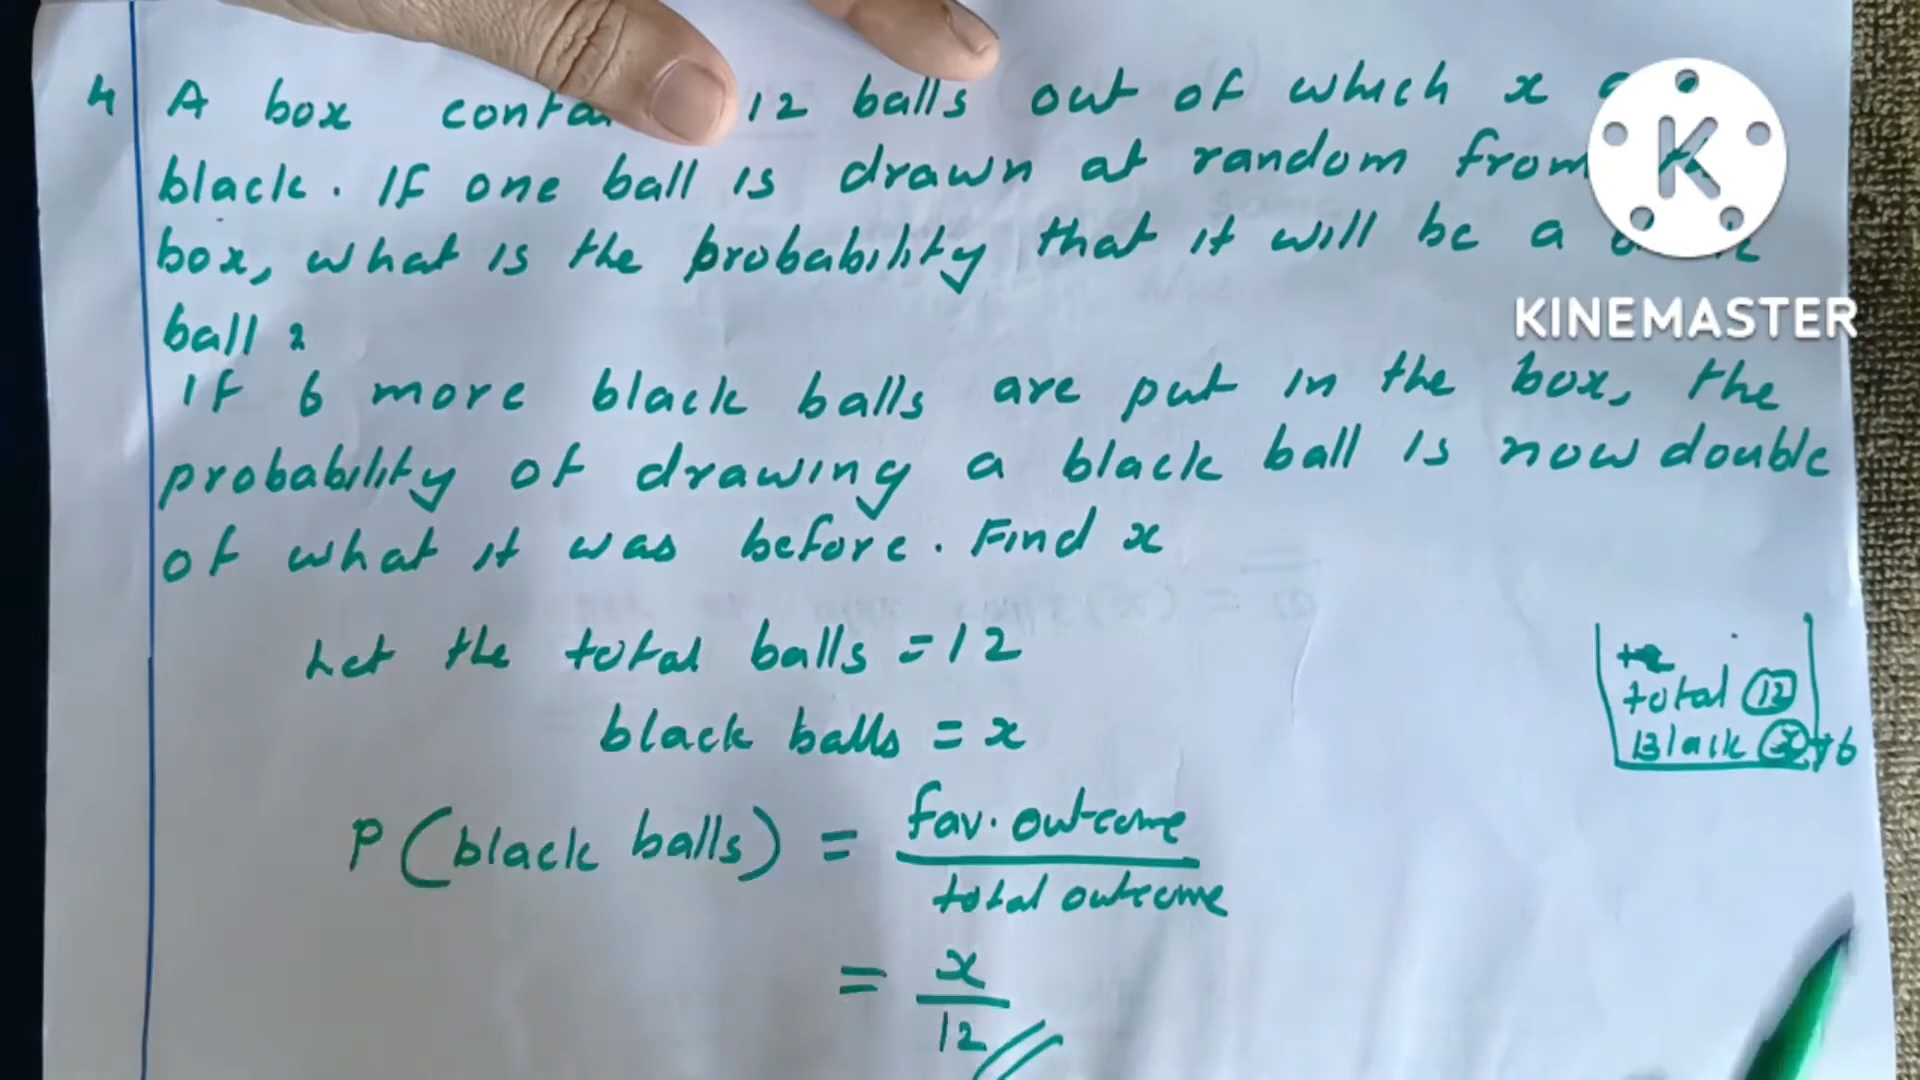 4 A box 12 balls out of which x
black. If one ball is drawn at random from
box, what is the probability that it will be a
ball ?
If 6 more black balls are put in the box, the
probability of drawing a black ball is now double
of what it was before. Find x
Let the total balls = 12
black balls = x
P (black balls) = fav. outcome
total outcome
= x
12
total 12
Black x + 6
K
KINEMASTER